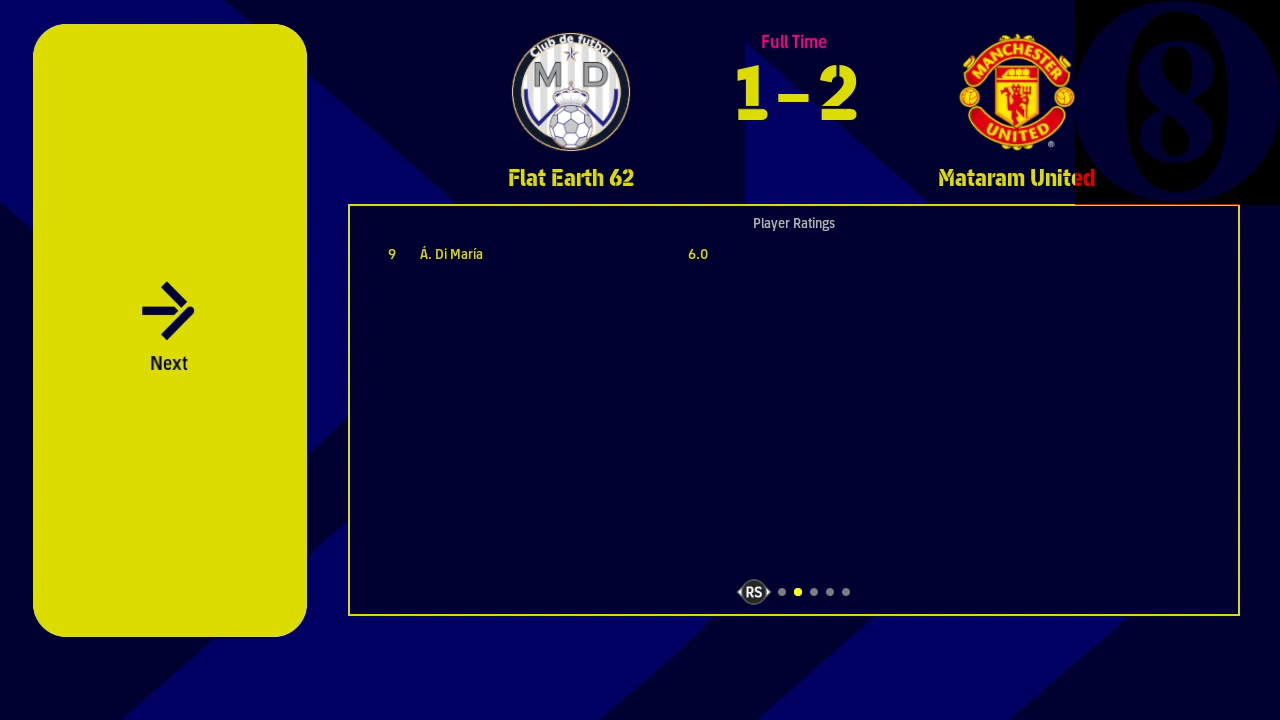 Full Time
1-2
Club de futbol
M D
MANCHESTER
UNITED
®
8
Flat Earth 62
Mataram United
Player Ratings
9 Á. Di María 6.0
Next
RS